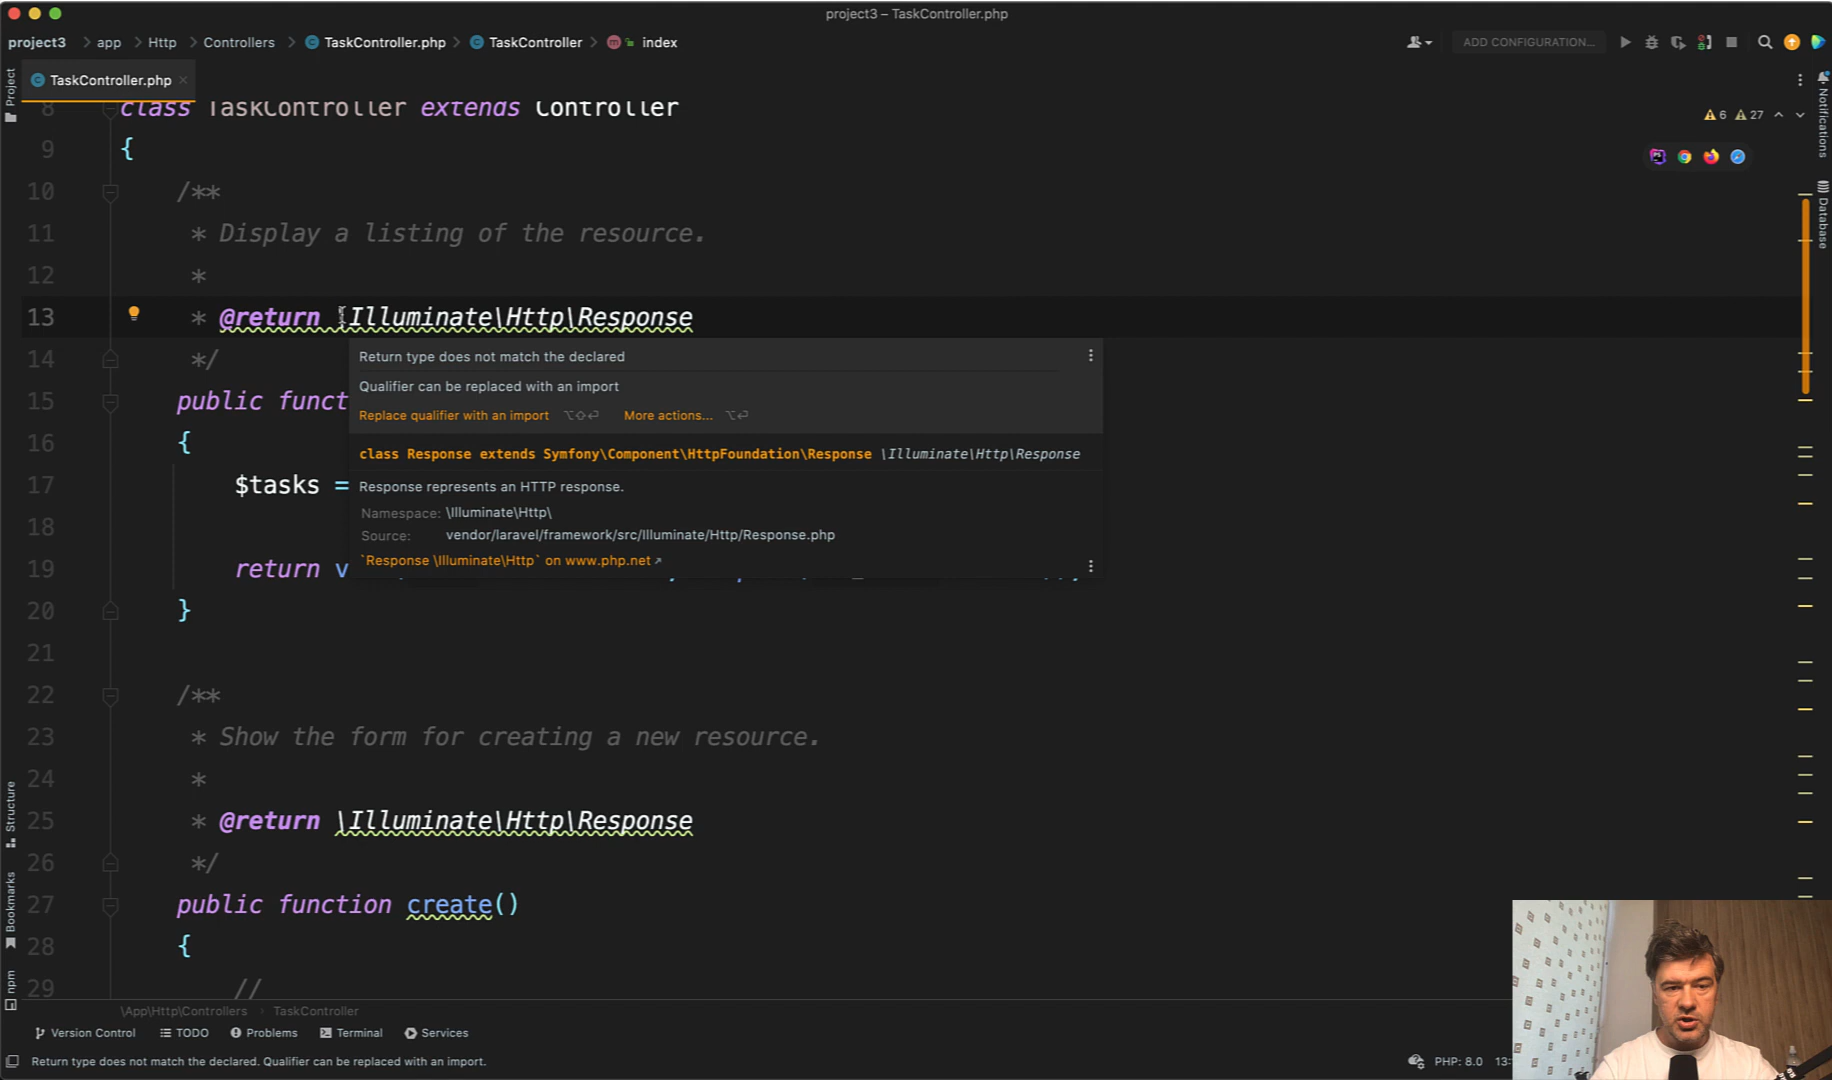 project3 – TaskController.php
project3
app
Http
Controllers
TaskController.php
TaskController
index
ADD CONFIGURATION...
Project
TaskController.php
Notifications
Database
6
27
8 class TaskController extends Controller
9 {
10 /**
11 * Display a listing of the resource.
12 *
13 * @return \Illuminate\Http\Response
14 */
Return type does not match the declared
Qualifier can be replaced with an import
Replace qualifier with an import ⌥⇧⏎ More actions... ⌥⏎
class Response extends Symfony\Component\HttpFoundation\Response \Illuminate\Http\Response
Response represents an HTTP response.
Namespace: \Illuminate\Http\
Source: vendor/laravel/framework/src/Illuminate/Http/Response.php
`Response \Illuminate\Http` on www.php.net
15 public funct
16 {
17 $tasks =
18
19 return v
20 }
21
22 /**
23 * Show the form for creating a new resource.
24 *
25 * @return \Illuminate\Http\Response
26 */
27 public function create()
28 {
29 //
Structure
Bookmarks
npm
\App\Http\Controllers
TaskController
Version Control
TODO
Problems
Terminal
Services
Return type does not match the declared. Qualifier can be replaced with an import.
PHP: 8.0
13: